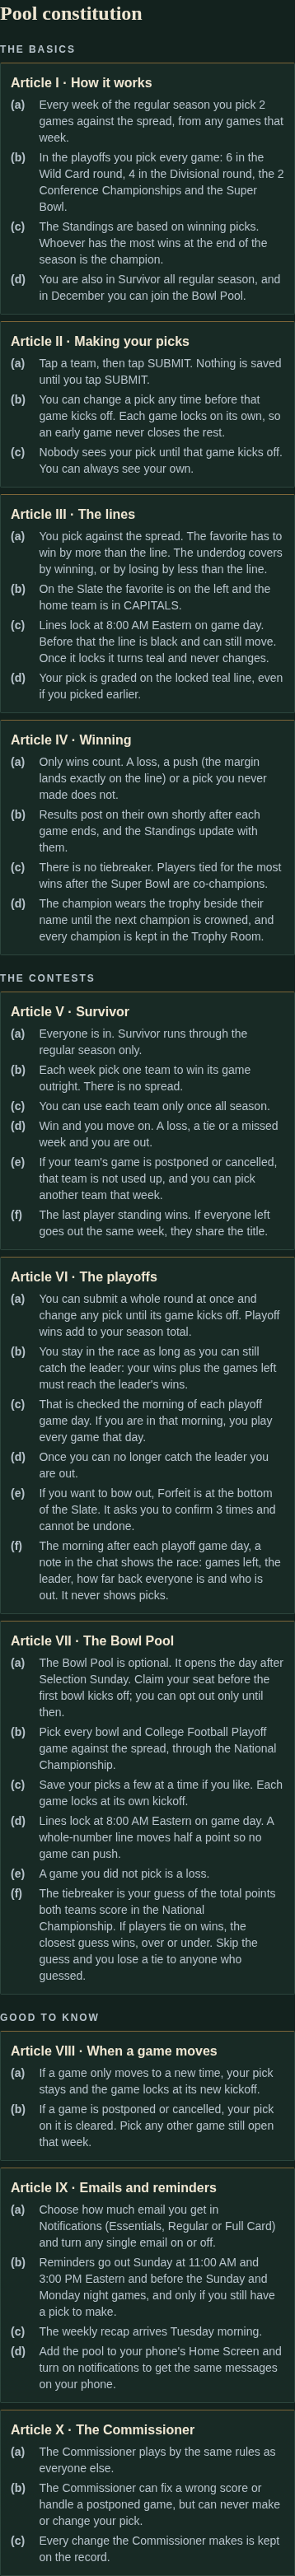 Pool constitution
THE BASICS
Article I · How it works
(a) Every week of the regular season you pick 2
games against the spread, from any games that
week.
(b) In the playoffs you pick every game: 6 in the
Wild Card round, 4 in the Divisional round, the 2
Conference Championships and the Super
Bowl.
(c) The Standings are based on winning picks.
Whoever has the most wins at the end of the
season is the champion.
(d) You are also in Survivor all regular season, and
in December you can join the Bowl Pool.
Article II · Making your picks
(a) Tap a team, then tap SUBMIT. Nothing is saved
until you tap SUBMIT.
(b) You can change a pick any time before that
game kicks off. Each game locks on its own, so
an early game never closes the rest.
(c) Nobody sees your pick until that game kicks off.
You can always see your own.
Article III · The lines
(a) You pick against the spread. The favorite has to
win by more than the line. The underdog covers
by winning, or by losing by less than the line.
(b) On the Slate the favorite is on the left and the
home team is in CAPITALS.
(c) Lines lock at 8:00 AM Eastern on game day.
Before that the line is black and can still move.
Once it locks it turns teal and never changes.
(d) Your pick is graded on the locked teal line, even
if you picked earlier.
Article IV · Winning
(a) Only wins count. A loss, a push (the margin
lands exactly on the line) or a pick you never
made does not.
(b) Results post on their own shortly after each
game ends, and the Standings update with
them.
(c) There is no tiebreaker. Players tied for the most
wins after the Super Bowl are co-champions.
(d) The champion wears the trophy beside their
name until the next champion is crowned, and
every champion is kept in the Trophy Room.
THE CONTESTS
Article V · Survivor
(a) Everyone is in. Survivor runs through the
regular season only.
(b) Each week pick one team to win its game
outright. There is no spread.
(c) You can use each team only once all season.
(d) Win and you move on. A loss, a tie or a missed
week and you are out.
(e) If your team's game is postponed or cancelled,
that team is not used up, and you can pick
another team that week.
(f) The last player standing wins. If everyone left
goes out the same week, they share the title.
Article VI · The playoffs
(a) You can submit a whole round at once and
change any pick until its game kicks off. Playoff
wins add to your season total.
(b) You stay in the race as long as you can still
catch the leader: your wins plus the games left
must reach the leader's wins.
(c) That is checked the morning of each playoff
game day. If you are in that morning, you play
every game that day.
(d) Once you can no longer catch the leader you
are out.
(e) If you want to bow out, Forfeit is at the bottom
of the Slate. It asks you to confirm 3 times and
cannot be undone.
(f) The morning after each playoff game day, a
note in the chat shows the race: games left, the
leader, how far back everyone is and who is
out. It never shows picks.
Article VII · The Bowl Pool
(a) The Bowl Pool is optional. It opens the day after
Selection Sunday. Claim your seat before the
first bowl kicks off; you can opt out only until
then.
(b) Pick every bowl and College Football Playoff
game against the spread, through the National
Championship.
(c) Save your picks a few at a time if you like. Each
game locks at its own kickoff.
(d) Lines lock at 8:00 AM Eastern on game day. A
whole-number line moves half a point so no
game can push.
(e) A game you did not pick is a loss.
(f) The tiebreaker is your guess of the total points
both teams score in the National
Championship. If players tie on wins, the
closest guess wins, over or under. Skip the
guess and you lose a tie to anyone who
guessed.
GOOD TO KNOW
Article VIII · When a game moves
(a) If a game only moves to a new time, your pick
stays and the game locks at its new kickoff.
(b) If a game is postponed or cancelled, your pick
on it is cleared. Pick any other game still open
that week.
Article IX · Emails and reminders
(a) Choose how much email you get in
Notifications (Essentials, Regular or Full Card)
and turn any single email on or off.
(b) Reminders go out Sunday at 11:00 AM and
3:00 PM Eastern and before the Sunday and
Monday night games, and only if you still have
a pick to make.
(c) The weekly recap arrives Tuesday morning.
(d) Add the pool to your phone's Home Screen and
turn on notifications to get the same messages
on your phone.
Article X · The Commissioner
(a) The Commissioner plays by the same rules as
everyone else.
(b) The Commissioner can fix a wrong score or
handle a postponed game, but can never make
or change your pick.
(c) Every change the Commissioner makes is kept
on the record.